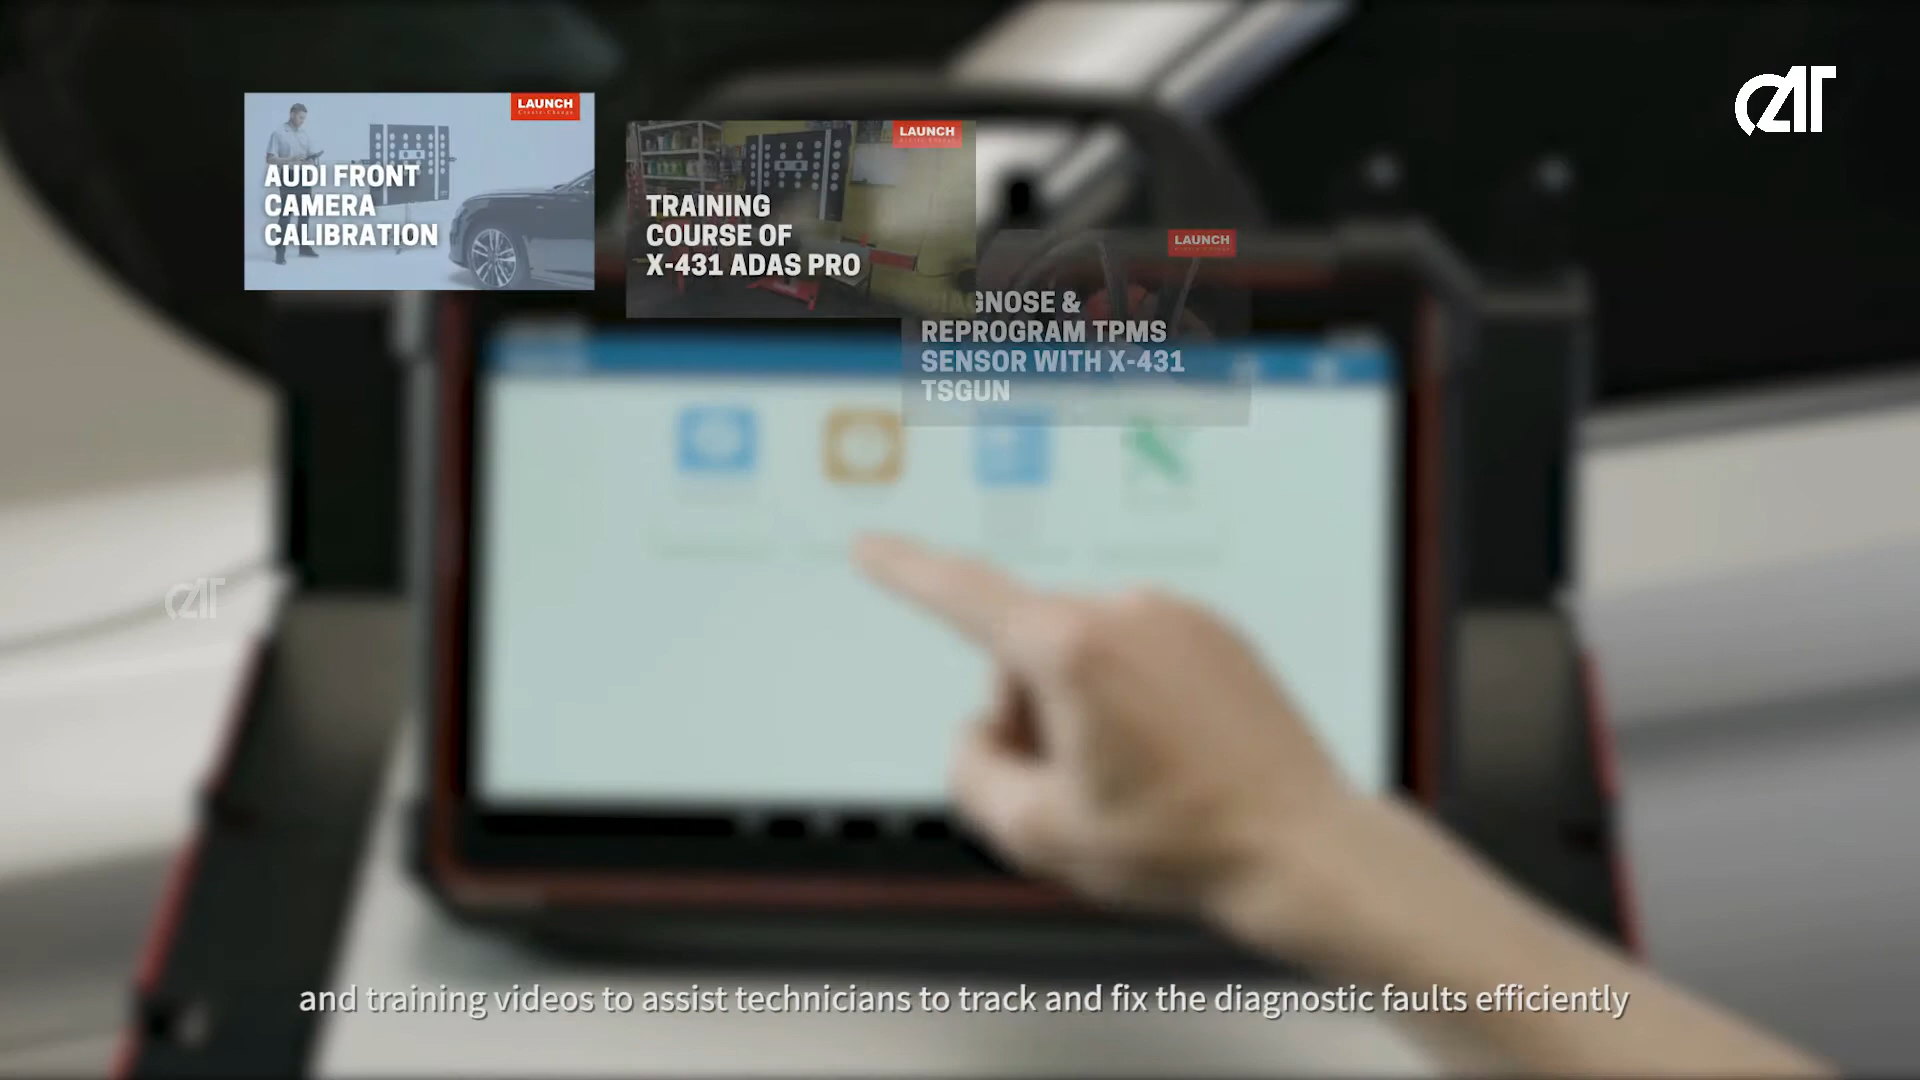 LAUNCH
AUDI FRONT
CAMERA
CALIBRATION
LAUNCH
TRAINING
COURSE OF
X-431 ADAS PRO
LAUNCH
DIAGNOSE &
REPROGRAM TPMS
SENSOR WITH X-431
TSGUN
and training videos to assist technicians to track and fix the diagnostic faults efficiently